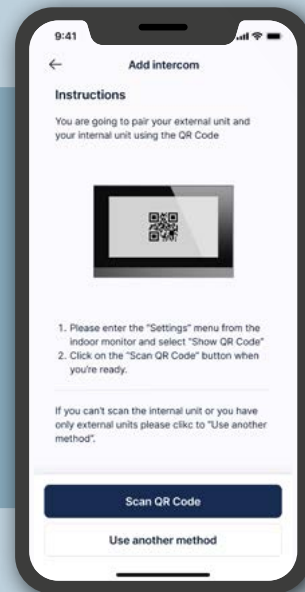 9:41
Add intercom
Instructions
You are going to pair your external unit and
your internal unit using the QR Code
1. Please enter the "Settings" menu from the
indoor monitor and select "Show QR Code"
2. Click on the "Scan QR Code" button when
you're ready.
If you can't scan the internal unit or you have
only external units please clikc to "Use another
method".
Scan QR Code
Use another method